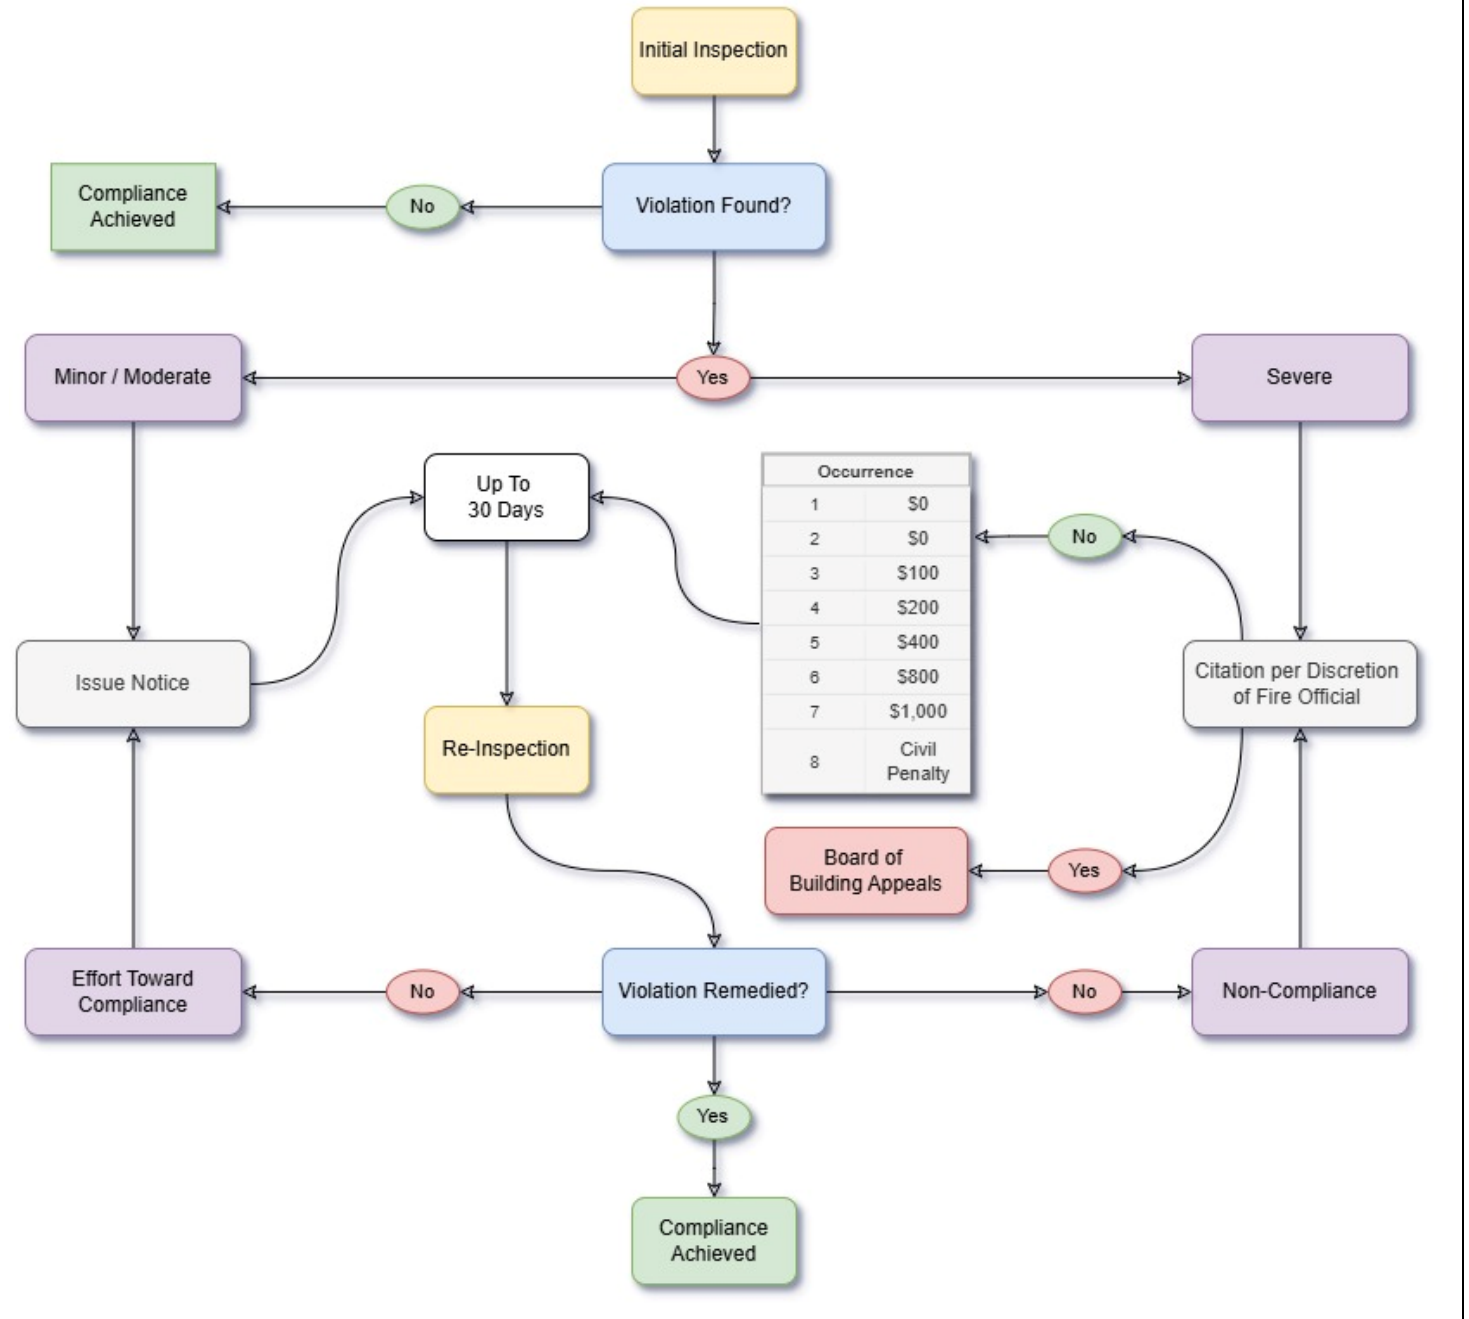 Initial Inspection
Compliance
Achieved
No
Violation Found?
Minor / Moderate
Yes
Severe
Up To
30 Days
Occurrence
1 $0
2 $0
3 $100
4 $200
5 $400
6 $800
7 $1,000
8 Civil
Penalty
No
Issue Notice
Citation per Discretion
of Fire Official
Re-Inspection
Board of
Building Appeals
Yes
Effort Toward
Compliance
No
Violation Remedied?
No
Non-Compliance
Yes
Compliance
Achieved